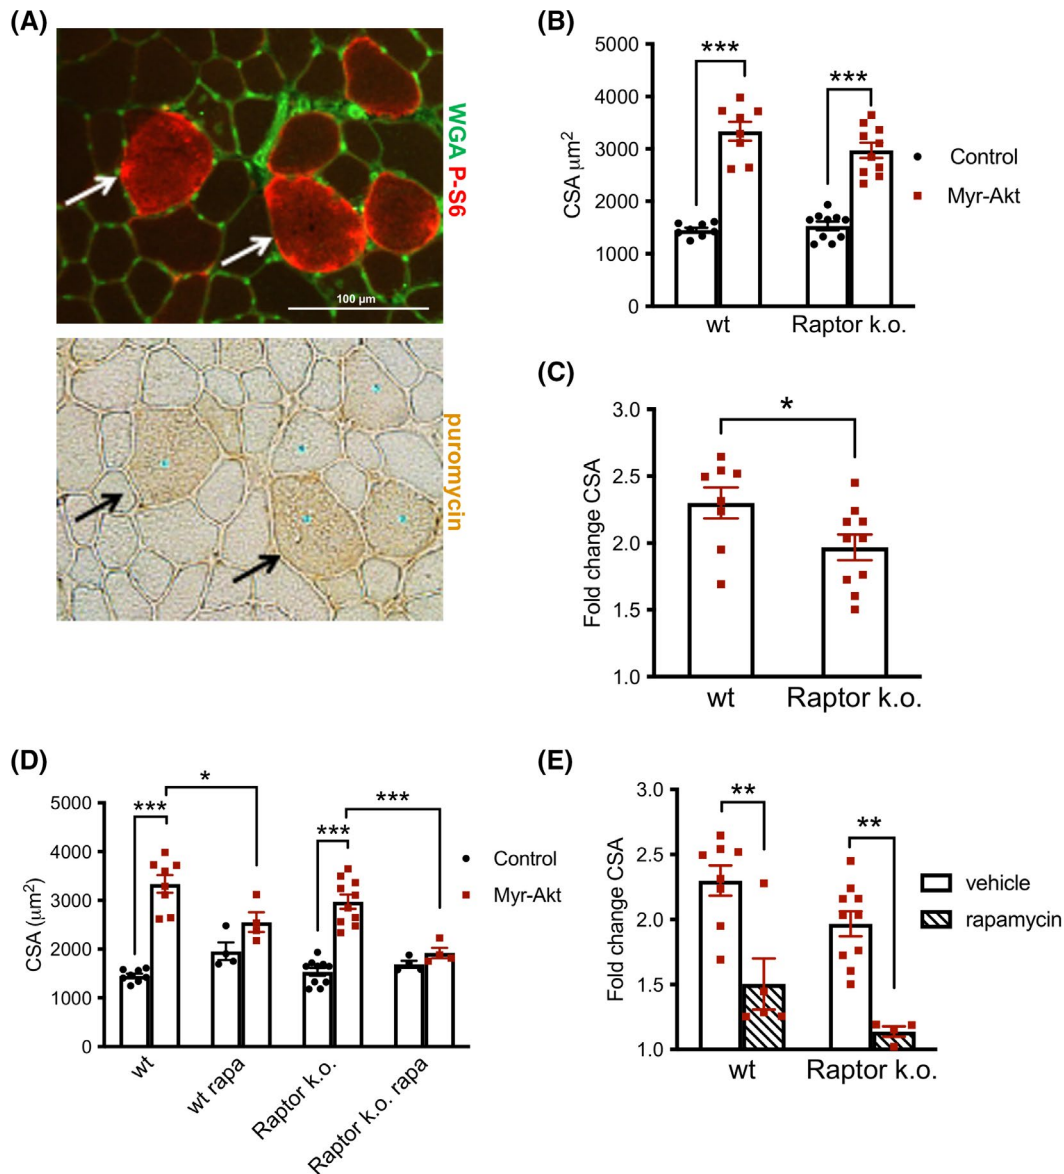 (A)
WGA P-S6
100 µm
puromycin
(B)
CSA µm²
5000
4000
3000
2000
1000
0
***
***
wt
Raptor k.o.
Control
Myr-Akt
(C)
Fold change CSA
3.0
2.5
2.0
1.5
1.0
*
wt
Raptor k.o.
(D)
CSA (µm²)
5000
4000
3000
2000
1000
0
***
*
***
***
wt
wt rapa
Raptor k.o.
Raptor k.o. rapa
Control
Myr-Akt
(E)
Fold change CSA
3.0
2.5
2.0
1.5
1.0
**
**
wt
Raptor k.o.
vehicle
rapamycin